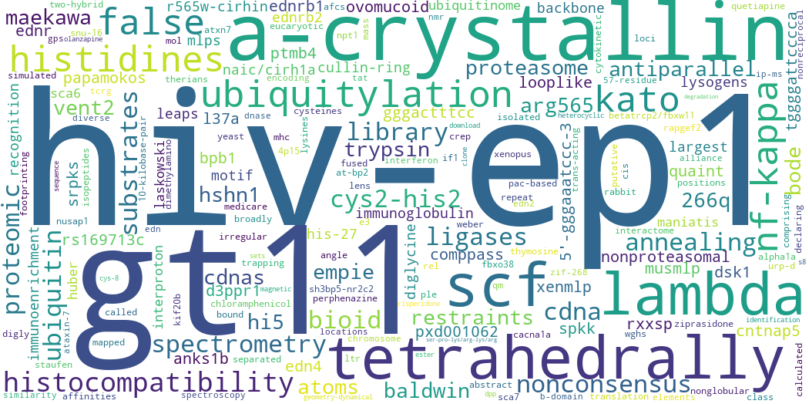 two-hybrid
r565w-cirhin
ednrb1
afcs
ovomucoid
ubiquitinome
backbone
quetiapine
maekawa
false
a-crystallin
ednr
gps
olanzapine
snu-16
atxn7
ednrb2
eucaryotic
nmr
mass
cytokinetic
loci
histidines
mol
mlps
ptmb4
naic/cirh1a
cullin-ring
proteasome
antiparallel
simulated
therians
tcrg
encoding
tat
cysteines
looplike
lysogens
ip-ms
papamokos
ubiquitylation
kato
tggggattcccca
sca6
vent2
diverse
leaps
l37a
dnase
gggactttcc
arg565
57-residue
betatrcp2/fbxw11
rapgef2
recognition
footprinting
srpks
isopeptides
substrates
10-kilobase-pair
laskowski
dimethylamino
yeast
mhc
4p15
lysines
library
download
crep
heterocyclic
degradation
largest
alliance
nf-kappa
hiv-ep1
bpb1
fused
interferon
if1
clone
trypsin
isolated
xenopus
trans-acting
cis
putative
quaint
positions
bode
motif
at-bp2
lens
repeat
pac-based
rabbit
266q
maniatis
hshn1
medicare
cys2-his2
edn2
5'-gggaaatccc-3
interactome
comprising
declaring
nusap1
sequence
edn
broadly
immunoglobulin
weber
e3
thymosine
annealing
alpha1a
proteomic
rs169713c
irregular
his-27
ligases
nonproteasomal
urp-d
s8
immunoenrichment
ubiquitin
interproton
gt11
sets
angle
diglycine
rel
comppass
fbxo38
zif-268
musmlp
dsk1
lambda
huber
cys-8
cdnas
trapping
empie
scf
xenmlp
d3ppr1
magnetic
sh3bp5-nr2c2
ple
cdna
rxxsp
identification
kif20b
chloramphenicol
perphenazine
risperidone
restraints
qm
spkk
cacna1a
ziprasidone
cntnap5
digly
ataxin-7
called
hi5
bioid
pxd001062
wghs
mapped
bound
locations
spectrometry
chromosome
ser-pro-lys/arg-lys/arg
tetrahedrally
calculated
staufen
anks1b
separated
ltr
ester
abstract
sca7
nonglobular
histocompatibility
edn4
atoms
baldwin
nonconsensus
similarity
affinities
spectroscopy
geometry-dynamical
dpp
b-domain
translation
elements
class